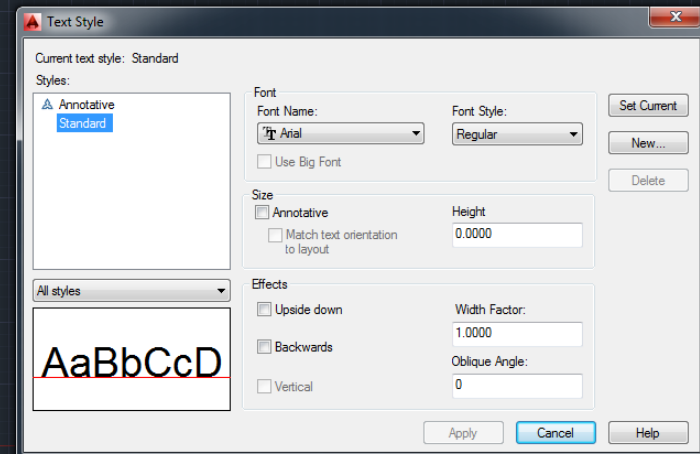 Text Style
Current text style: Standard
Styles:
Annotative
Standard
All styles
AaBbCcD
Font
Font Name:
Arial
Font Style:
Regular
Use Big Font
Size
Annotative
Match text orientation
to layout
Height
0.0000
Effects
Upside down
Backwards
Vertical
Width Factor:
1.0000
Oblique Angle:
0
Set Current
New...
Delete
Apply
Cancel
Help